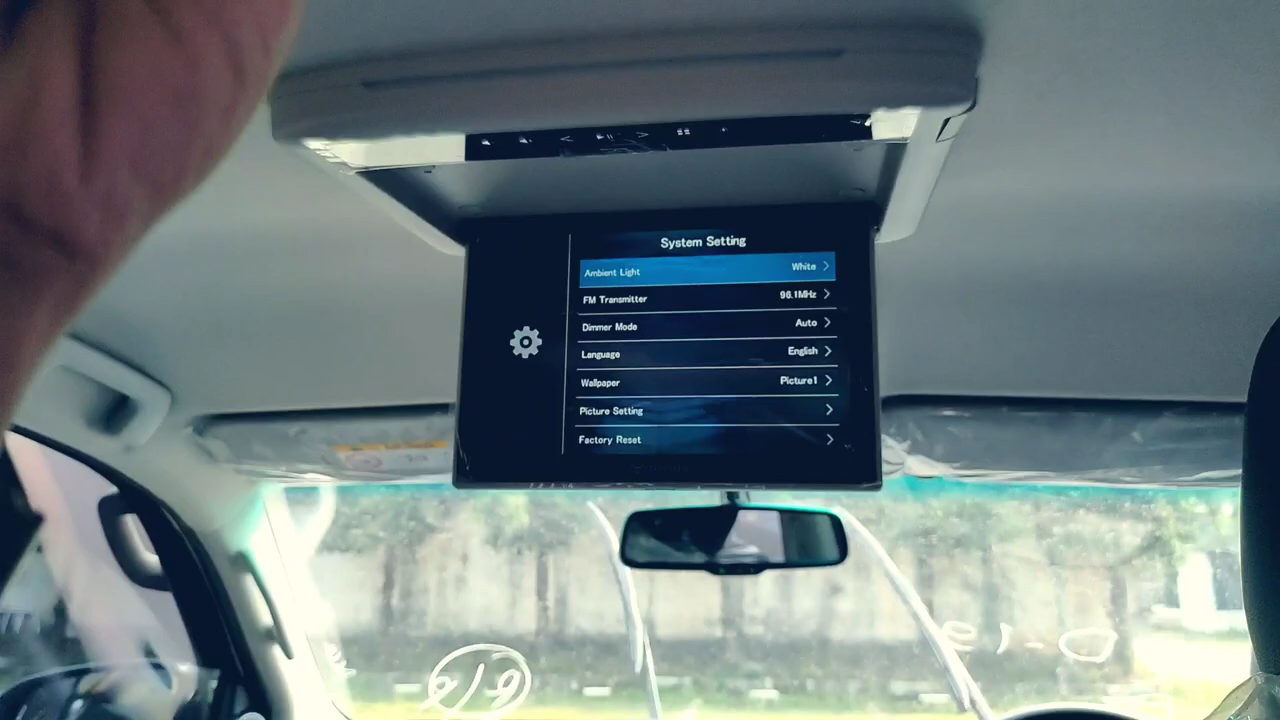 System Setting
Ambient Light White
FM Transmitter 96.1MHz
Dimmer Mode Auto
Language English
Wallpaper Picture1
Picture Setting
Factory Reset